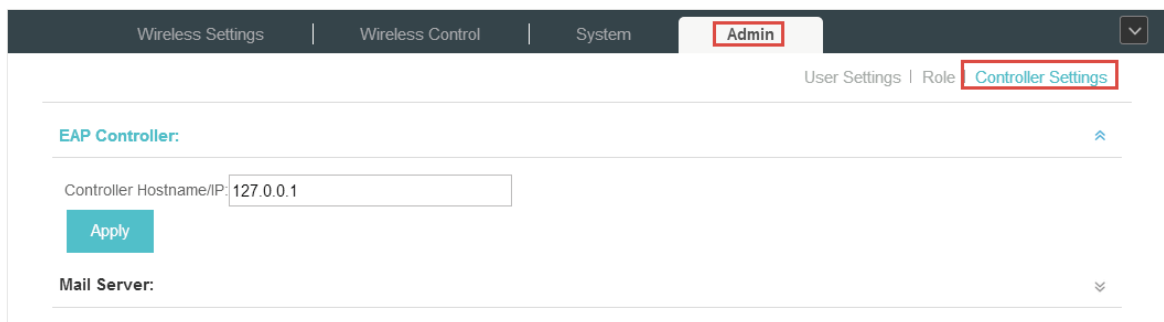 Wireless Settings | Wireless Control | System Admin
User Settings | Role | Controller Settings
EAP Controller:
Controller Hostname/IP: 127.0.0.1
Apply
Mail Server: